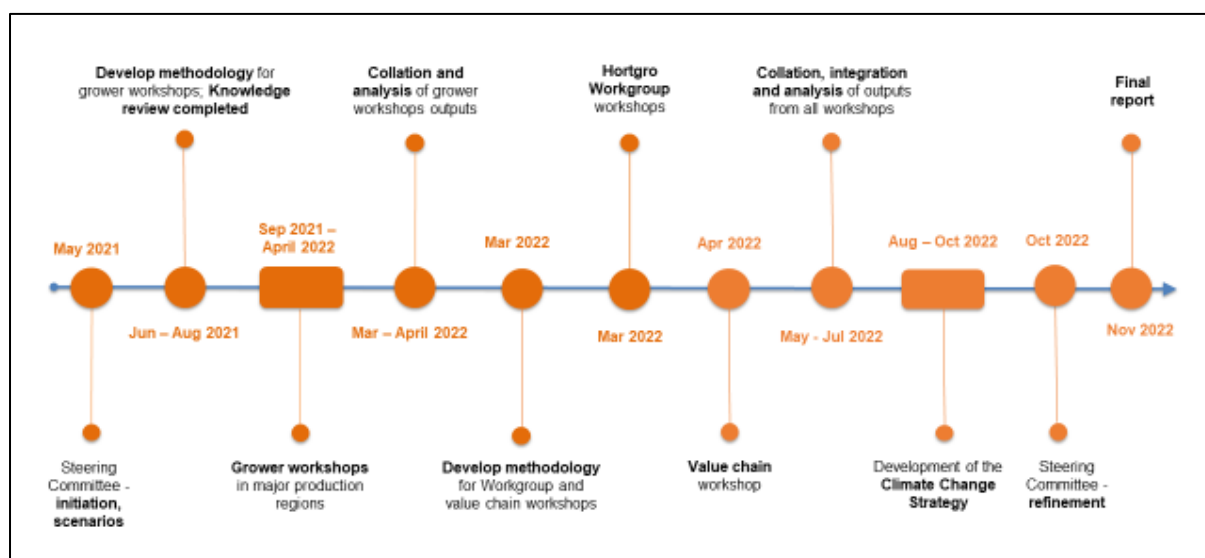 Develop methodology for
grower workshops; Knowledge
review completed
Collation and
analysis of grower
workshops outputs
Hortgro
Workgroup
workshops
Collation, integration
and analysis of outputs
from all workshops
Final
report
May 2021
Sep 2021 –
April 2022
Mar 2022
Apr 2022
Aug – Oct 2022
Oct 2022
Jun – Aug 2021
Mar – April 2022
Mar 2022
May - Jul 2022
Nov 2022
Steering
Committee -
initiation,
scenarios
Grower workshops
in major production
regions
Develop methodology
for Workgroup and
value chain workshops
Value chain
workshop
Development of the
Climate Change
Strategy
Steering
Committee -
refinement